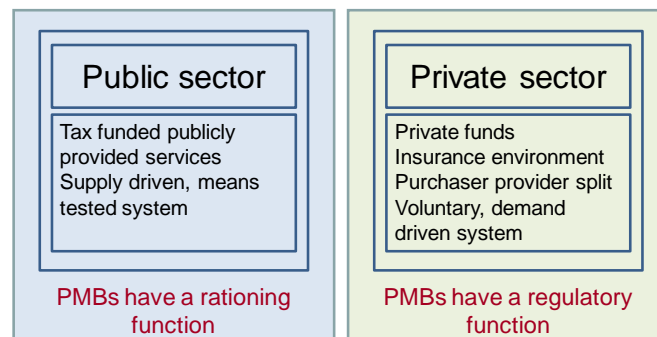 Public sector
Tax funded publicly
provided services
Supply driven, means
tested system
PMBs have a rationing
function
Private sector
Private funds
Insurance environment
Purchaser provider split
Voluntary, demand
driven system
PMBs have a regulatory
function